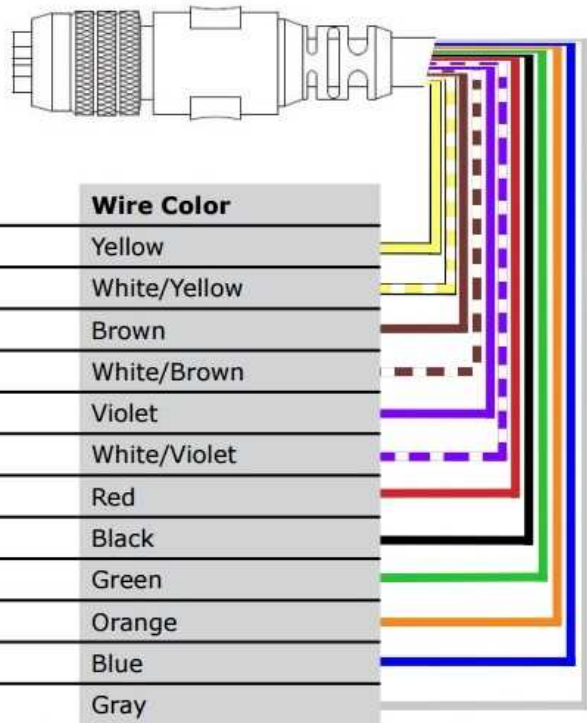 Wire Color
Yellow
White/Yellow
Brown
White/Brown
Violet
White/Violet
Red
Black
Green
Orange
Blue
Gray